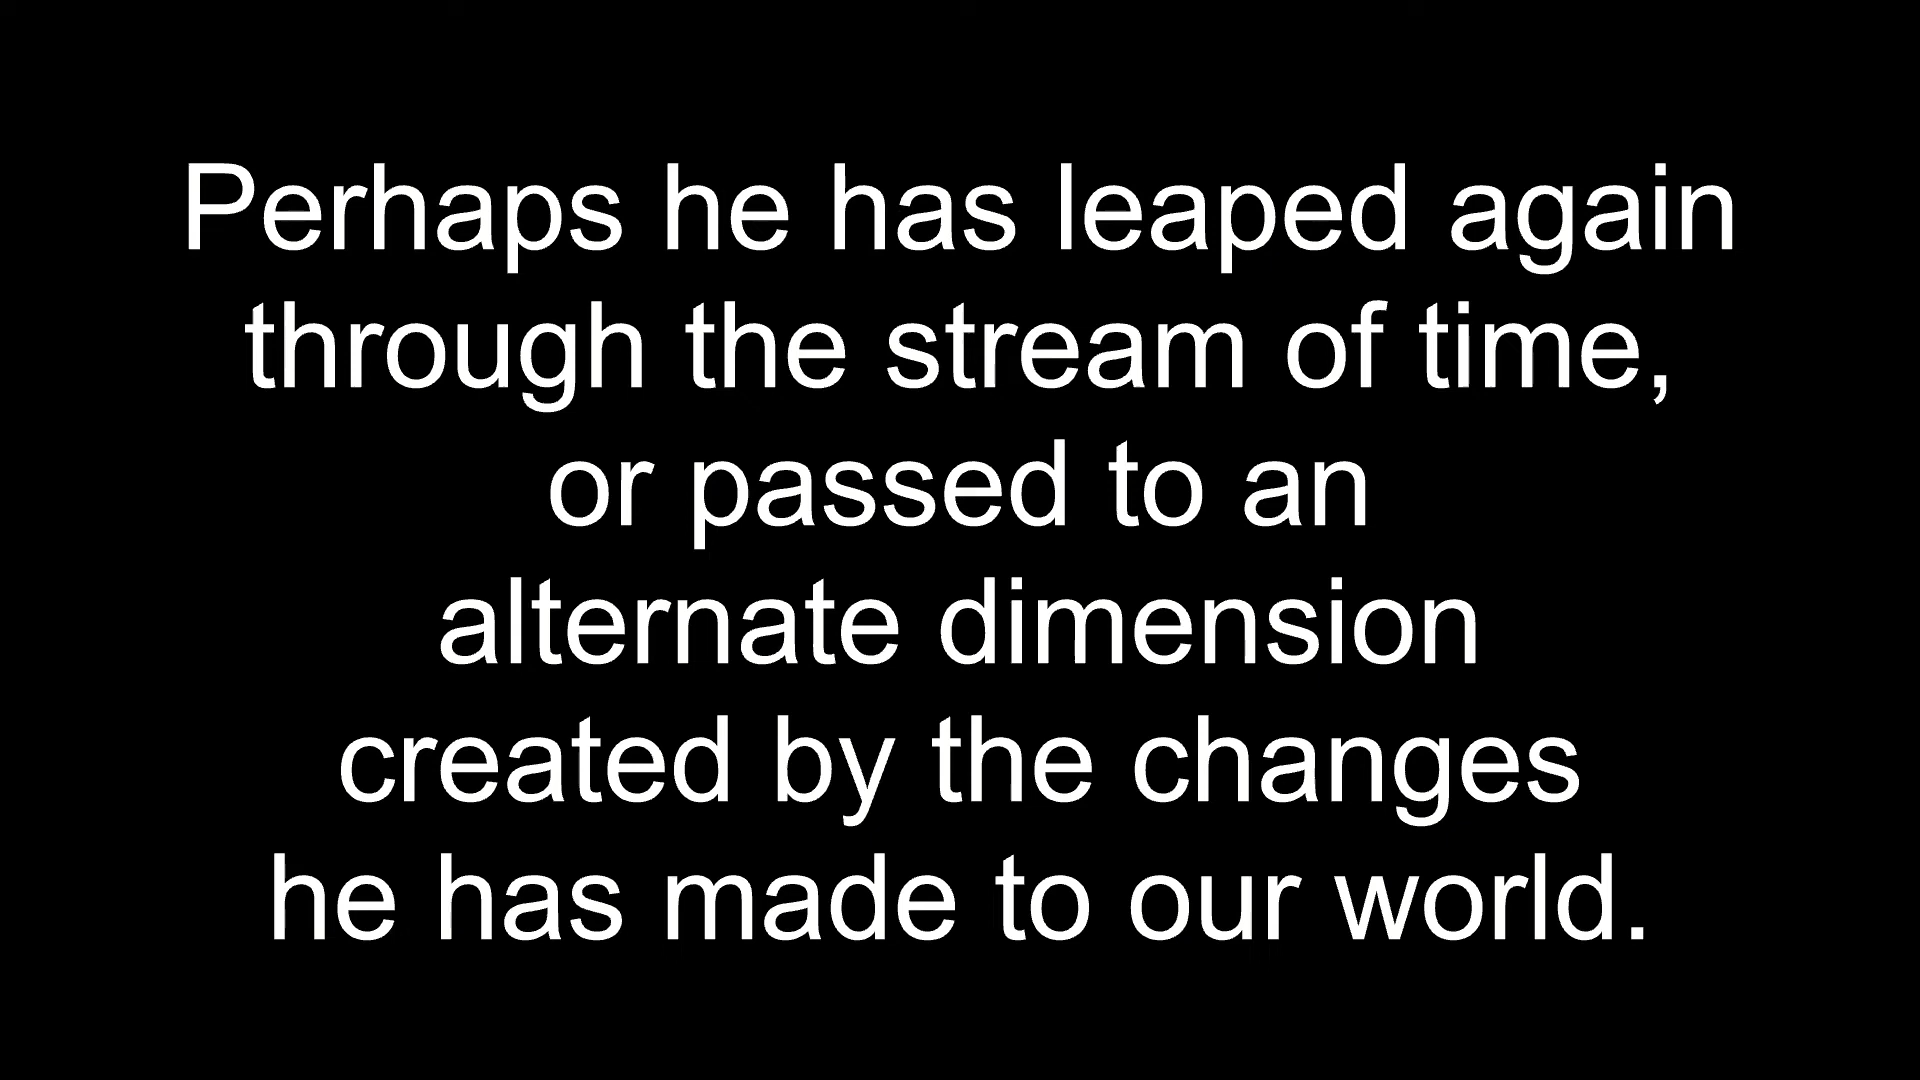 Perhaps he has leaped again
through the stream of time,
or passed to an
alternate dimension
created by the changes
he has made to our world.